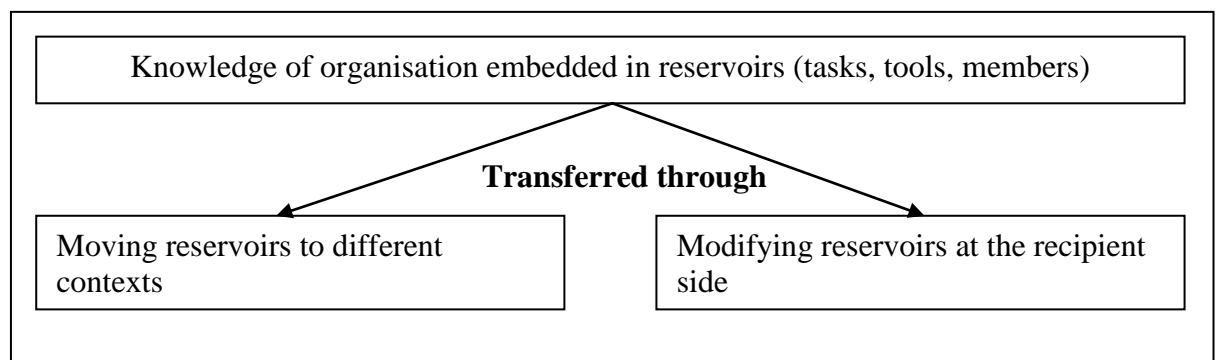 Knowledge of organisation embedded in reservoirs (tasks, tools, members)
Transferred through
Moving reservoirs to different
contexts
Modifying reservoirs at the recipient
side